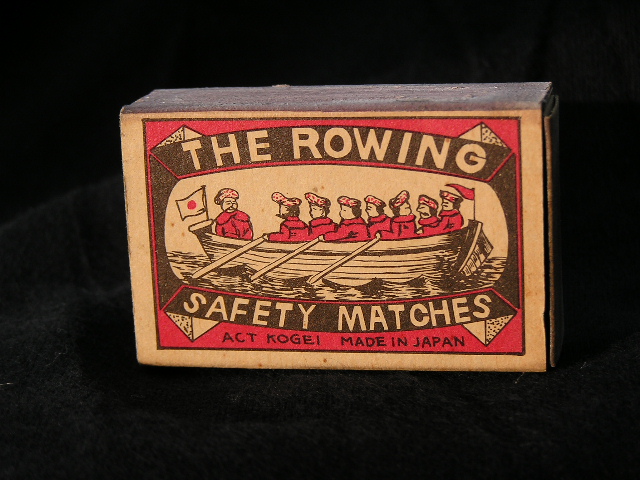 THE ROWING
SAFETY MATCHES
ACT KOGEI MADE IN JAPAN